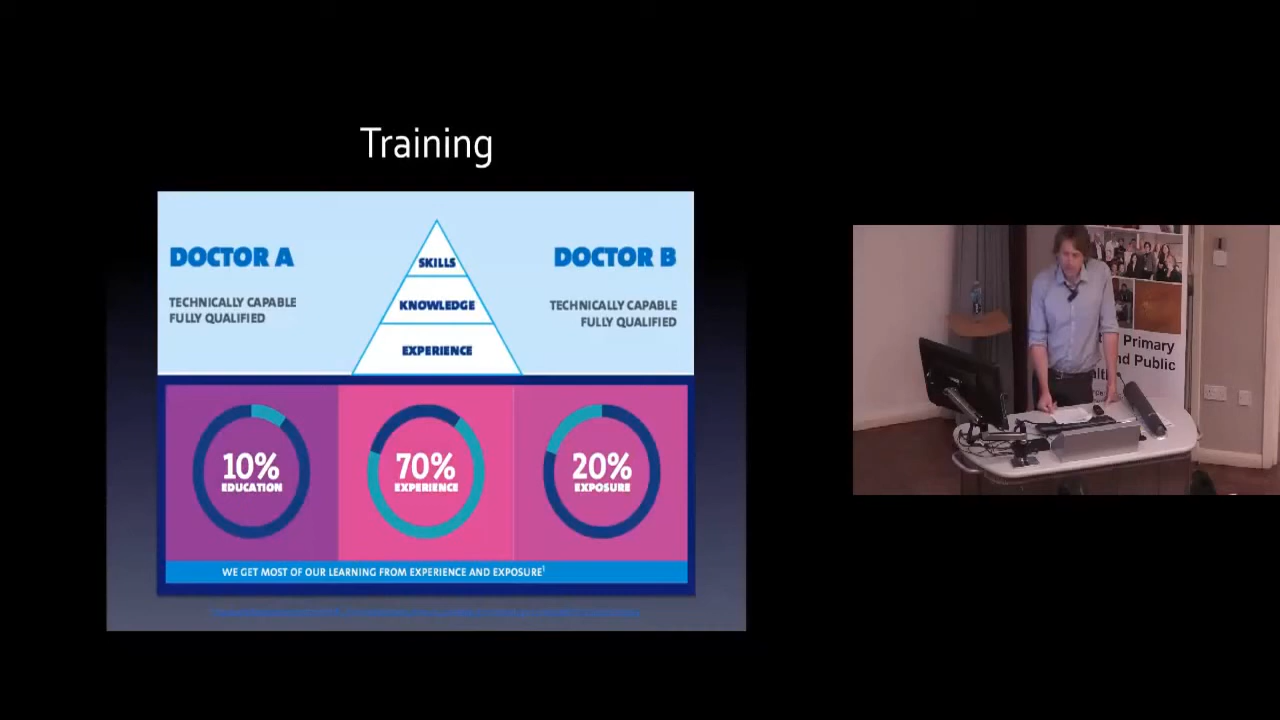 Training
DOCTOR A
TECHNICALLY CAPABLE
FULLY QUALIFIED
SKILLS
KNOWLEDGE
EXPERIENCE
DOCTOR B
TECHNICALLY CAPABLE
FULLY QUALIFIED
10%
EDUCATION
70%
EXPERIENCE
20%
EXPOSURE
WE GET MOST OF OUR LEARNING FROM EXPERIENCE AND EXPOSURE¹
Primary
Public